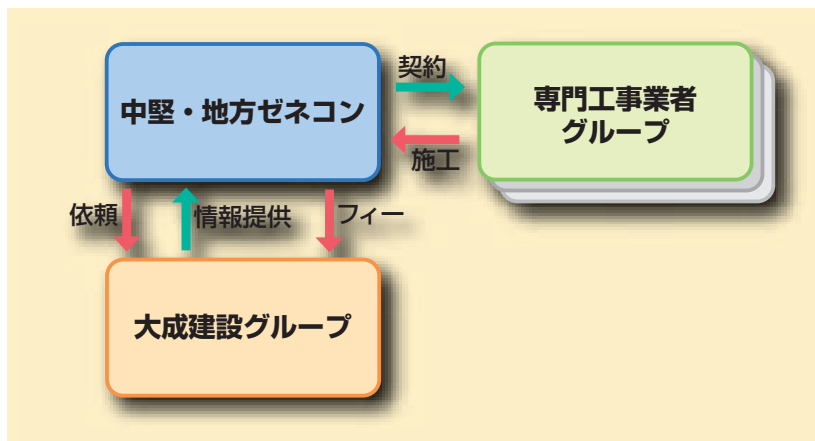 中堅・地方ゼネコン
契約
施工
専門工事業者
グループ
依頼
情報提供
フィー
大成建設グループ